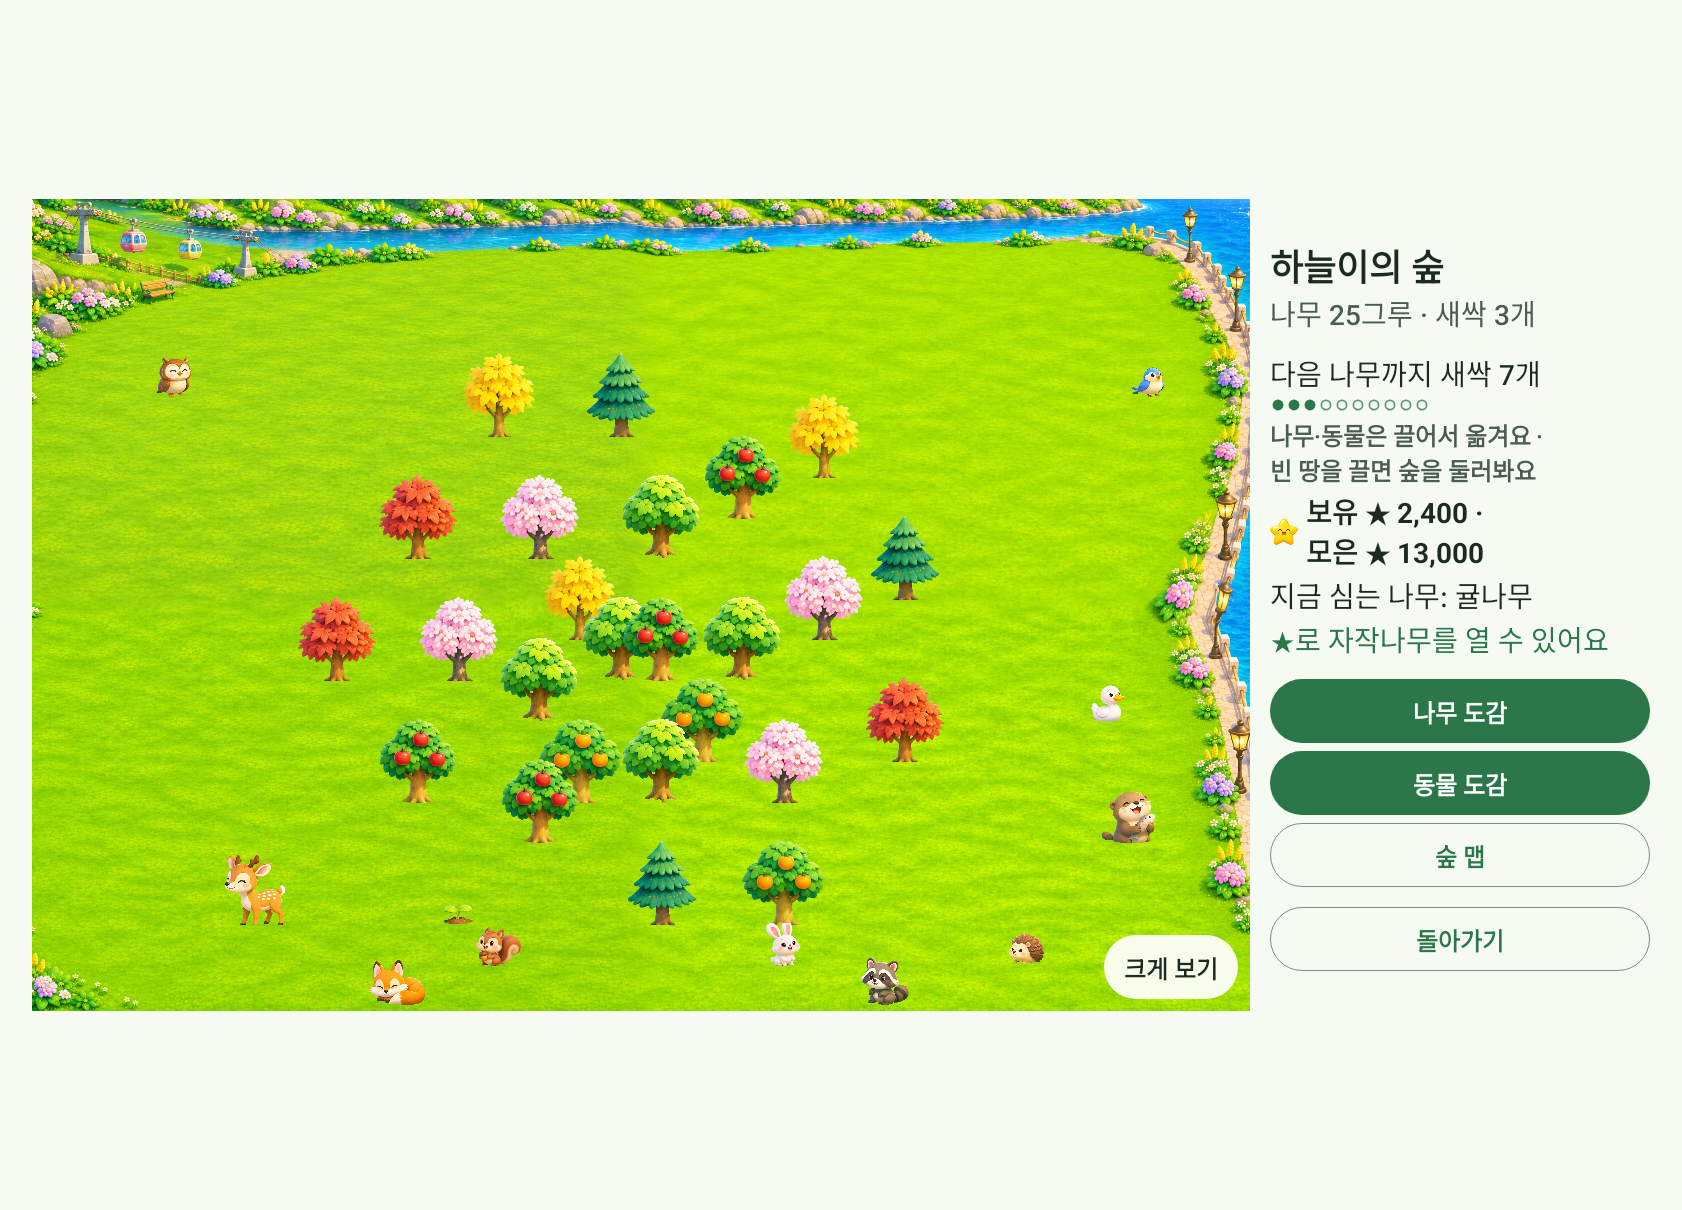 하늘이의 숲
나무 25그루 · 새싹 3개
다음 나무까지 새싹 7개
나무·동물은 끌어서 옮겨요 ·
빈 땅을 끌면 숲을 둘러봐요
보유 ★ 2,400 ·
모은 ★ 13,000
지금 심는 나무: 귤나무
★로 자작나무를 열 수 있어요
나무 도감
동물 도감
숲 맵
돌아가기
크게 보기